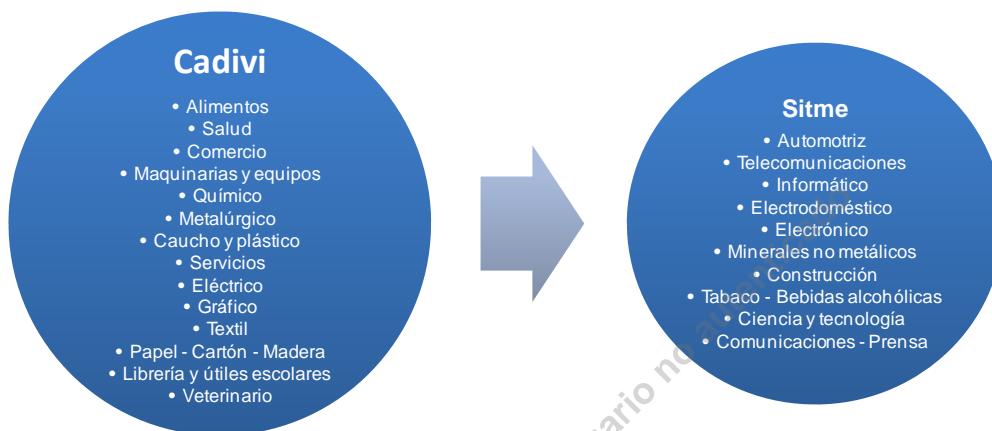 Cadivi
• Alimentos
• Salud
• Comercio
• Maquinarias y equipos
• Químico
• Metalúrgico
• Caucho y plástico
• Servicios
• Eléctrico
• Gráfico
• Textil
• Papel - Cartón - Madera
• Librería y útiles escolares
• Veterinario
Sitme
• Automotriz
• Telecomunicaciones
• Informático
• Electrodoméstico
• Electrónico
• Minerales no metálicos
• Construcción
• Tabaco - Bebidas alcohólicas
• Ciencia y tecnología
• Comunicaciones - Prensa
no